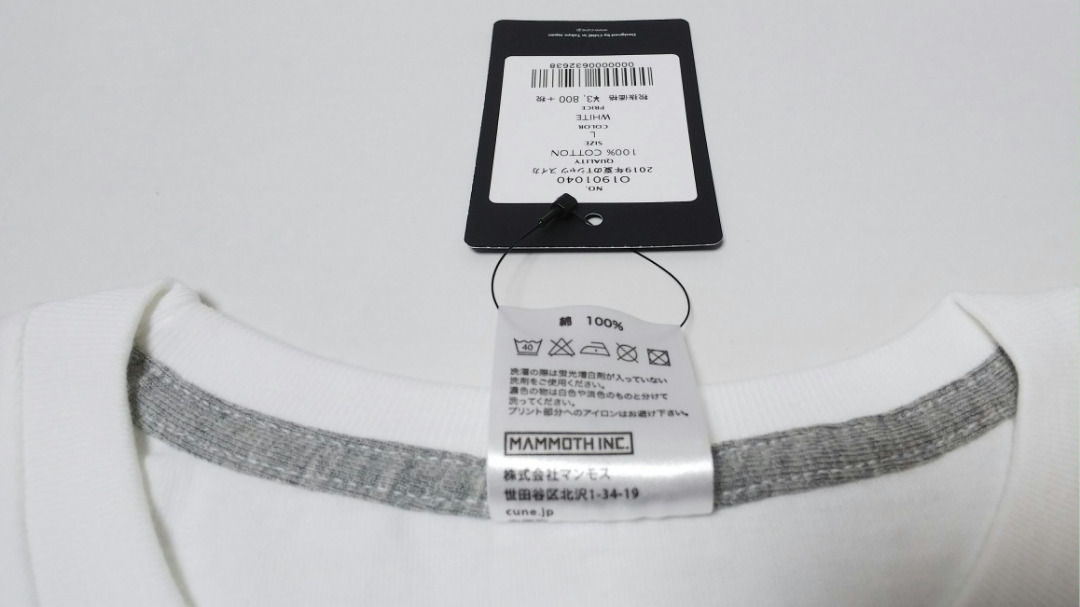 NO.
O1901040
2019年夏のTシャツ スイカ
QUALITY
100% COTTON
SIZE
L
COLOR
WHITE
PRICE
税抜価格 ¥3,800+税
0000000632638
www.cune.jp
Designed by CUNE in Tokyo Japan
綿 100%
40
洗濯の際は蛍光増白剤が入っていない
洗剤をご使用ください。
濃色の物は白色や淡色のものと分けて
洗ってください。
プリント部分へのアイロンはお避け下さい。
MAMMOTH INC.
株式会社マンモス
世田谷区北沢1-34-19
cune.jp